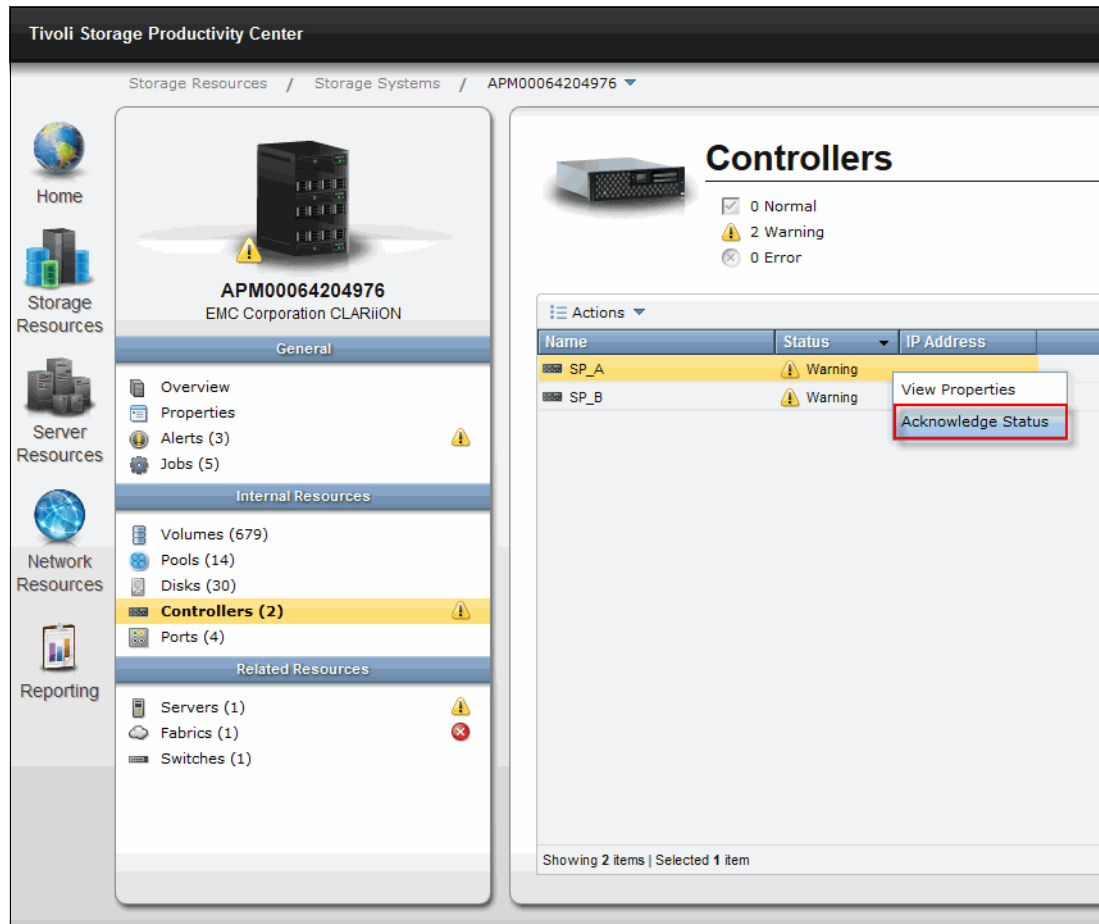 Tivoli Storage Productivity Center
Storage Resources / Storage Systems / APM00064204976
Home
Storage Resources
Server Resources
Network Resources
Reporting
APM00064204976
EMC Corporation CLARiiON
General
Overview
Properties
Alerts (3)
Jobs (5)
Internal Resources
Volumes (679)
Pools (14)
Disks (30)
Controllers (2)
Ports (4)
Related Resources
Servers (1)
Fabrics (1)
Switches (1)
Controllers
0 Normal
2 Warning
0 Error
Actions
Name Status IP Address
SP_A Warning
SP_B Warning
View Properties
Acknowledge Status
Showing 2 items | Selected 1 item